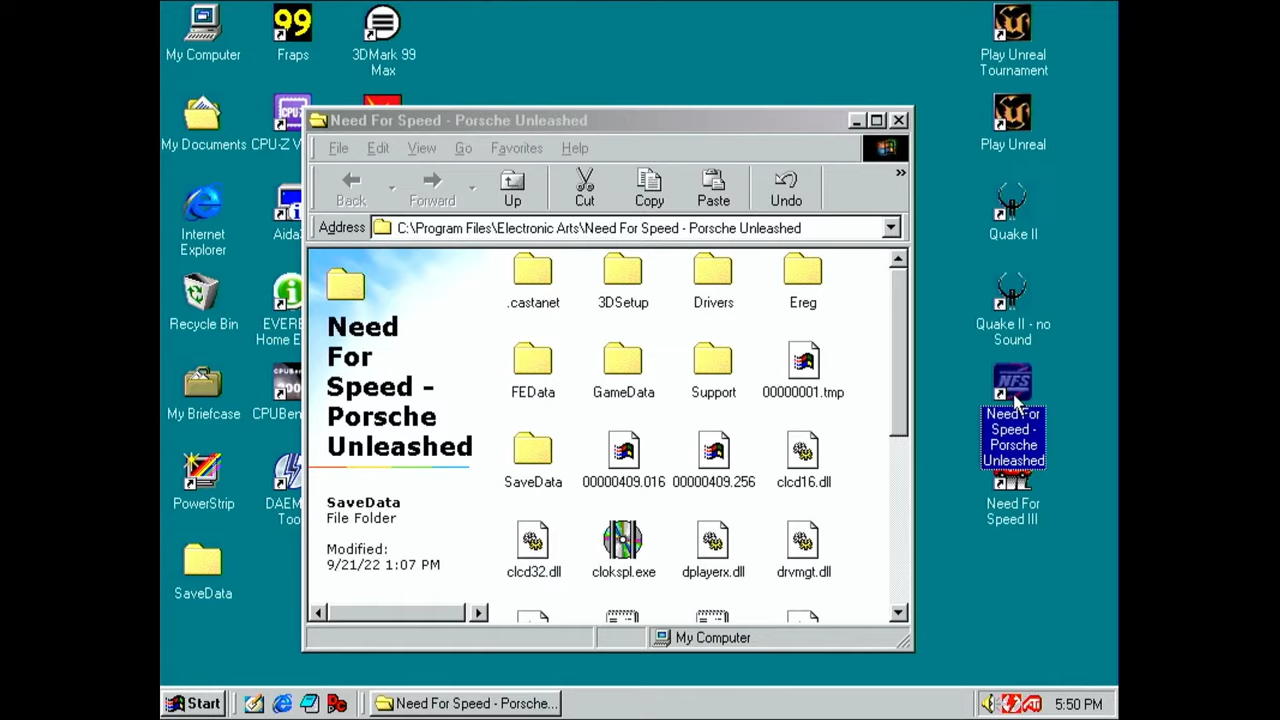 My Computer
99
Fraps
3DMark 99
Max
Play Unreal
Tournament
My Documents
CPU-Z
Play Unreal
Need For Speed - Porsche Unleashed
File Edit View Go Favorites Help
Back
Forward
Up
Cut
Copy
Paste
Undo
»
Address
C:\Program Files\Electronic Arts\Need For Speed - Porsche Unleashed
Internet
Explorer
Quake II
Need
For
Speed -
Porsche
Unleashed
.castanet
3DSetup
Drivers
Ereg
Recycle Bin
Quake II - no
Sound
FEData
GameData
Support
00000001.tmp
My Briefcase
NFS
Need For
Speed -
Porsche
Unleashed
SaveData
00000409.016
00000409.256
clcd16.dll
PowerStrip
Need For
Speed III
SaveData
File Folder
Modified:
9/21/22 1:07 PM
clcd32.dll
clokspl.exe
dplayerx.dll
drvmgt.dll
SaveData
My Computer
Start
Need For Speed - Porsche...
ATI
5:50 PM